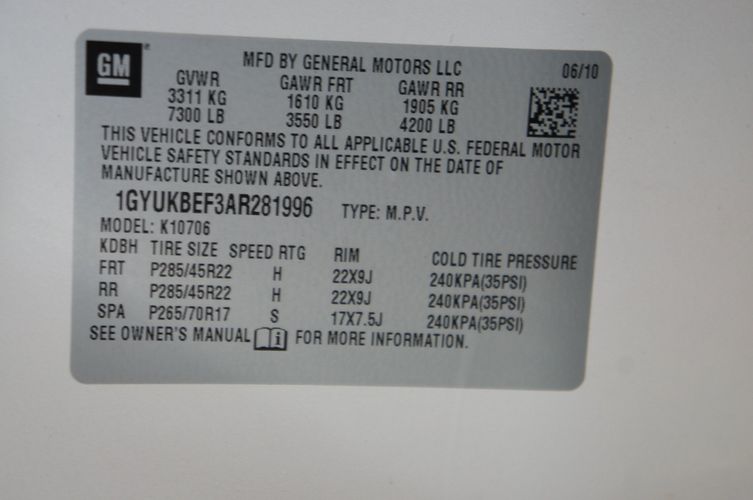 GM
MFD BY GENERAL MOTORS LLC 06/10
GVWR GAWR FRT GAWR RR
3311 KG 1610 KG 1905 KG
7300 LB 3550 LB 4200 LB
THIS VEHICLE CONFORMS TO ALL APPLICABLE U.S. FEDERAL MOTOR
VEHICLE SAFETY STANDARDS IN EFFECT ON THE DATE OF
MANUFACTURE SHOWN ABOVE.
1GYUKBEF3AR281996 TYPE: M.P.V.
MODEL: K10706
KDBH TIRE SIZE SPEED RTG RIM COLD TIRE PRESSURE
FRT P285/45R22 H 22X9J 240KPA(35PSI)
RR P285/45R22 H 22X9J 240KPA(35PSI)
SPA P265/70R17 S 17X7.5J 240KPA(35PSI)
SEE OWNER'S MANUAL i FOR MORE INFORMATION.